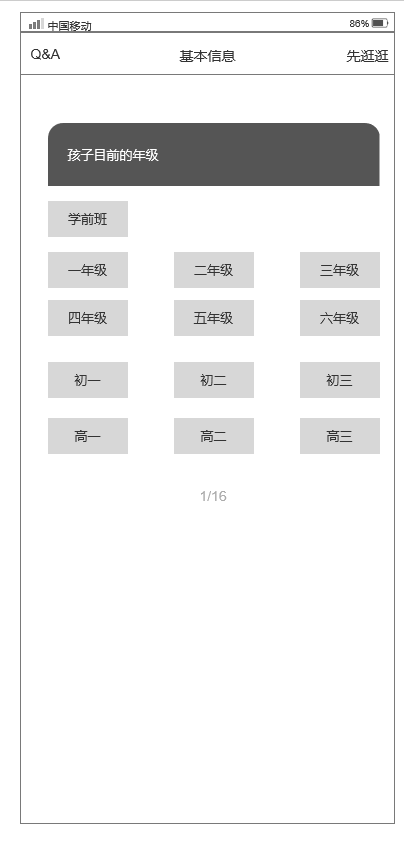 中国移动 86%
Q&A 基本信息 先逛逛
孩子目前的年级
学前班
一年级 二年级 三年级
四年级 五年级 六年级
初一 初二 初三
高一 高二 高三
1/16